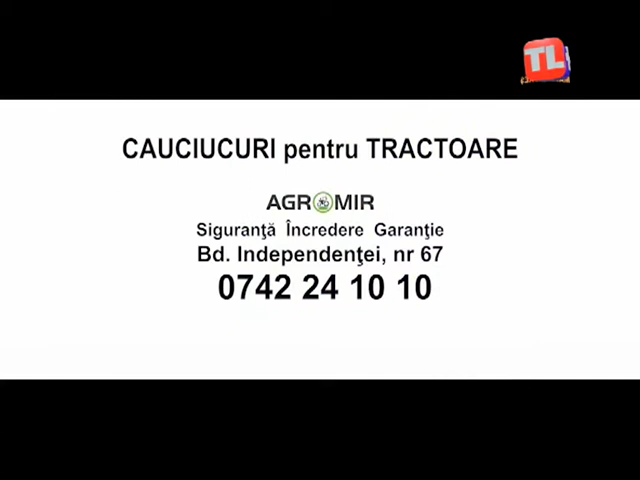 TL
CAUCIUCURI pentru TRACTOARE
AGROMIR
Siguranţă Încredere Garanţie
Bd. Independenţei, nr 67
0742 24 10 10